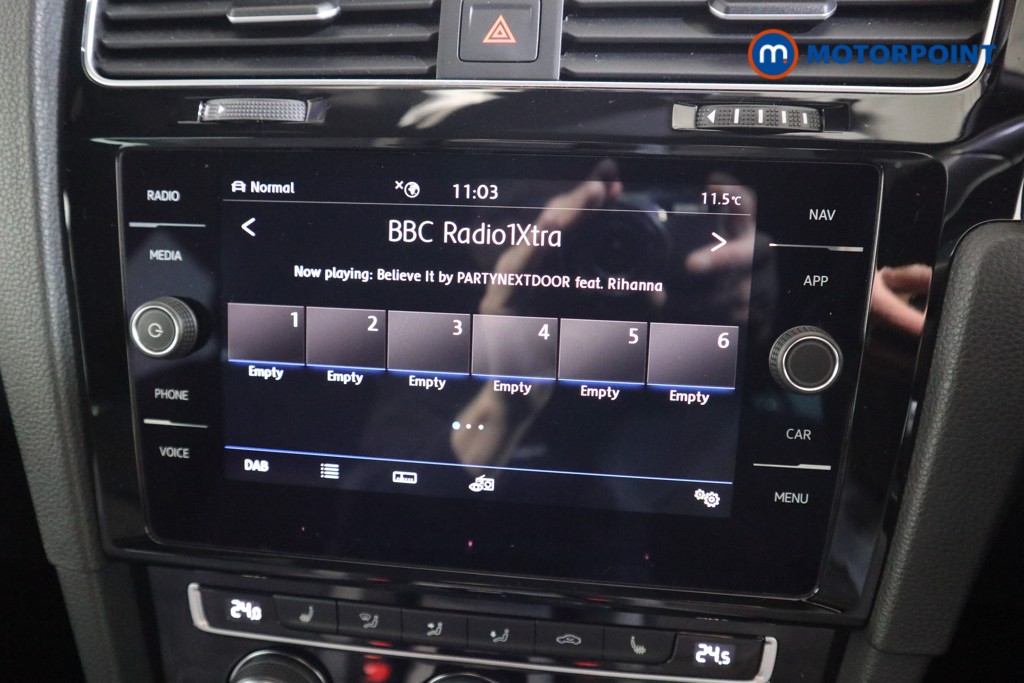 m. MOTORPOINT
RADIO
MEDIA
PHONE
VOICE
Normal 11:03 11.5°C
< BBC Radio1Xtra >
Now playing: Believe It by PARTYNEXTDOOR feat. Rihanna
1 2 3 4 5 6
Empty Empty Empty Empty Empty Empty
DAB
NAV
APP
CAR
MENU
24.0 24.5